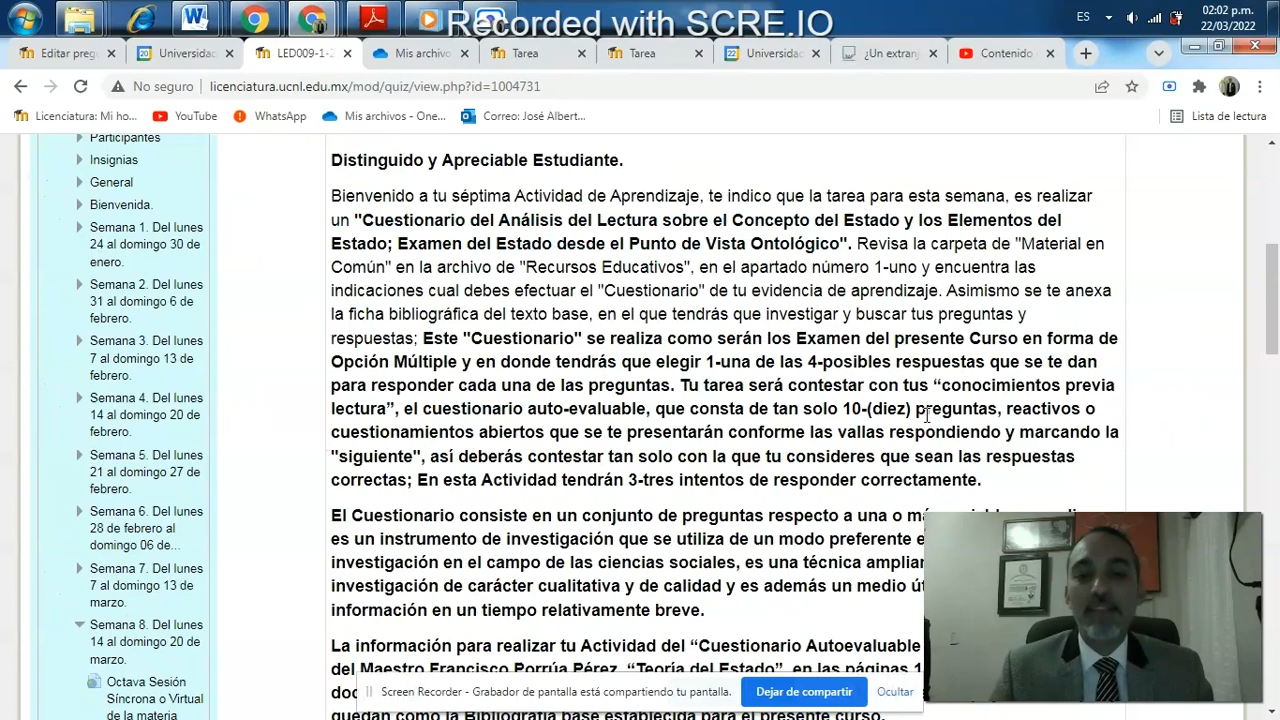 Recorded with SCRE.IO
ES
02:02 p.m.
22/03/2022
Editar preg
Universidac
LED009-1-2
Mis archivo
Tarea
Tarea
Universidac
¿Un extran
Contenido
No seguro
licenciatura.ucnl.edu.mx/mod/quiz/view.php?id=1004731
Licenciatura: Mi ho...
YouTube
WhatsApp
Mis archivos - One...
Correo: José Albert...
Lista de lectura
Participantes
Insignias
General
Bienvenida.
Semana 1. Del lunes
24 al domingo 30 de
enero.
Semana 2. Del lunes
31 al domingo 6 de
febrero.
Semana 3. Del lunes
7 al domingo 13 de
febrero.
Semana 4. Del lunes
14 al domingo 20 de
febrero.
Semana 5. Del lunes
21 al domingo 27 de
febrero.
Semana 6. Del lunes
28 de febrero al
domingo 06 de...
Semana 7. Del lunes
7 al domingo 13 de
marzo.
Semana 8. Del lunes
14 al domingo 20 de
marzo.
Octava Sesión
Síncrona o Virtual
de la materia
Distinguido y Apreciable Estudiante.
Bienvenido a tu séptima Actividad de Aprendizaje, te indico que la tarea para esta semana, es realizar
un "Cuestionario del Análisis del Lectura sobre el Concepto del Estado y los Elementos del
Estado; Examen del Estado desde el Punto de Vista Ontológico". Revisa la carpeta de "Material en
Común" en la archivo de "Recursos Educativos", en el apartado número 1-uno y encuentra las
indicaciones cual debes efectuar el "Cuestionario" de tu evidencia de aprendizaje. Asimismo se te anexa
la ficha bibliográfica del texto base, en el que tendrás que investigar y buscar tus preguntas y
respuestas; Este "Cuestionario" se realiza como serán los Examen del presente Curso en forma de
Opción Múltiple y en donde tendrás que elegir 1-una de las 4-posibles respuestas que se te dan
para responder cada una de las preguntas. Tu tarea será contestar con tus “conocimientos previa
lectura”, el cuestionario auto-evaluable, que consta de tan solo 10-(diez) preguntas, reactivos o
cuestionamientos abiertos que se te presentarán conforme las vallas respondiendo y marcando la
"siguiente", así deberás contestar tan solo con la que tu consideres que sean las respuestas
correctas; En esta Actividad tendrán 3-tres intentos de responder correctamente.
El Cuestionario consiste en un conjunto de preguntas respecto a una o
es un instrumento de investigación que se utiliza de un modo preferente
investigación en el campo de las ciencias sociales, es una técnica
investigación de carácter cualitativa y de calidad y es además un medio
información en un tiempo relativamente breve.
La información para realizar tu Actividad del “Cuestionario Autoevaluable
del Maestro Francisco Porrúa Pérez, “Teoría del Estado”, en las páginas
quedan como la Bibliografía base establecida para el presente curso.
Screen Recorder - Grabador de pantalla está compartiendo tu pantalla.
Dejar de compartir
Ocultar